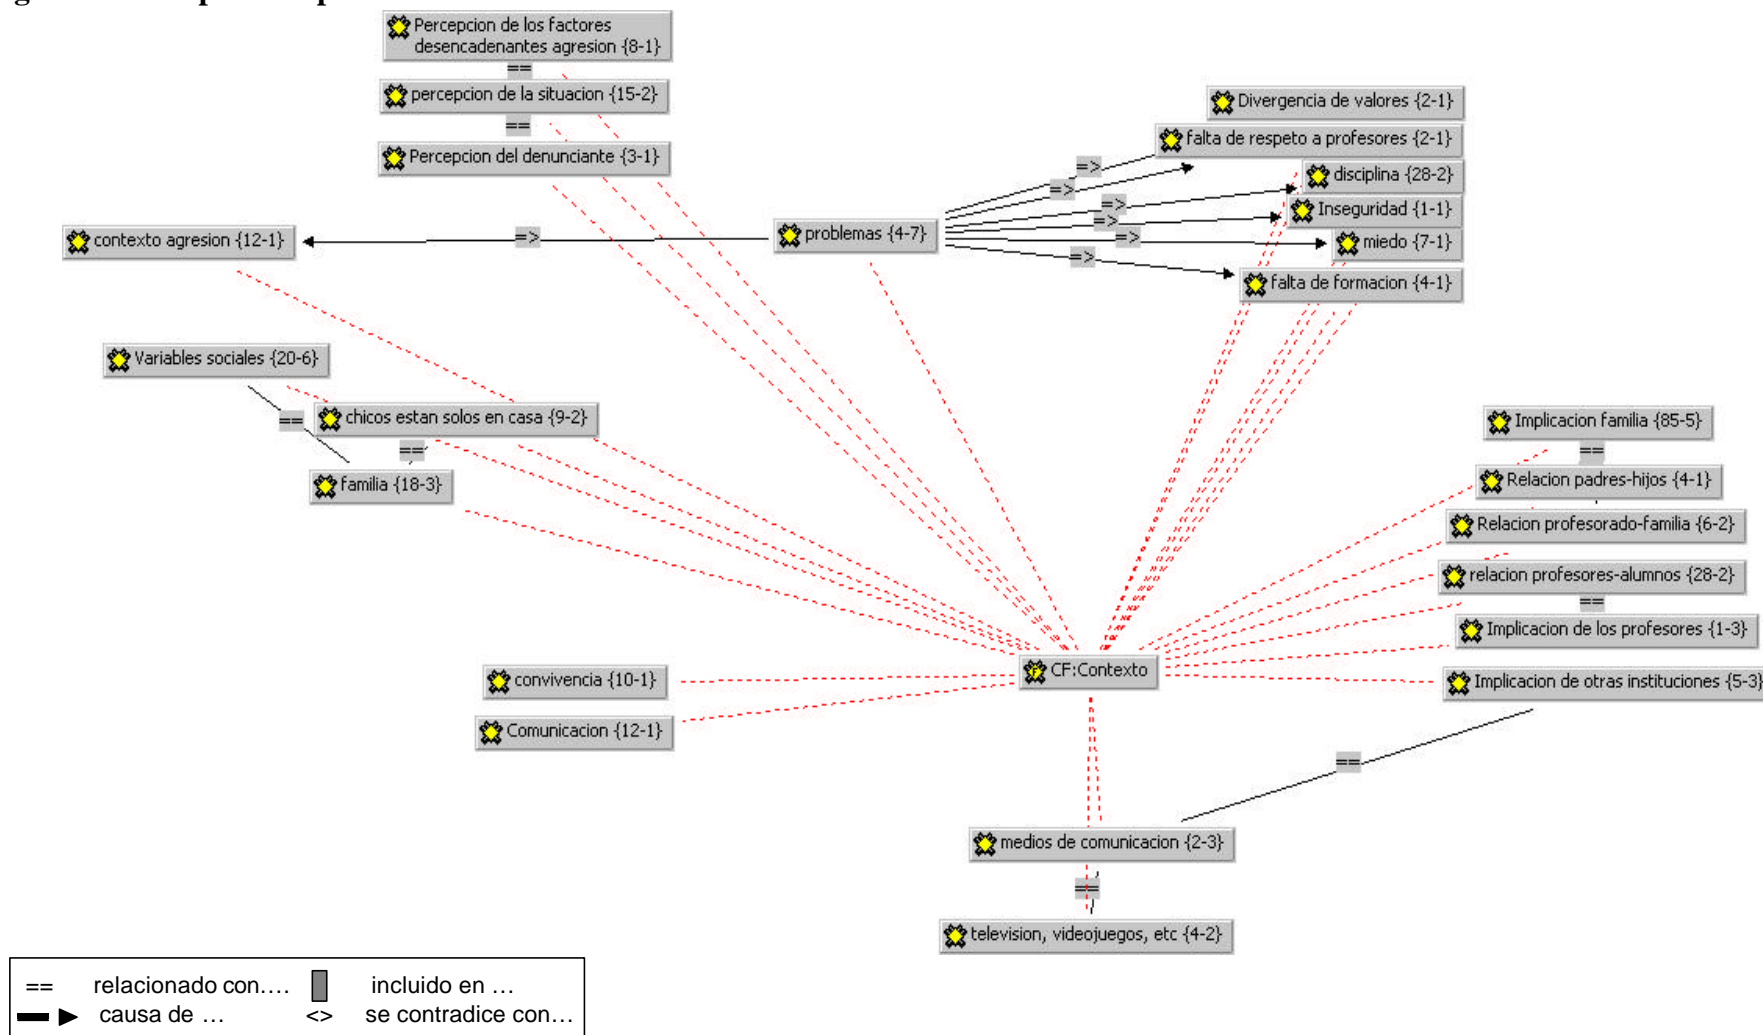 Percepcion de los factores
desencadenantes agresion {8-1}
==
percepcion de la situacion {15-2}
==
Percepcion del denunciante {3-1}
Divergencia de valores {2-1}
falta de respeto a profesores {2-1}
=>
disciplina {28-2}
=>
=>
Inseguridad {1-1}
=>
contexto agresion {12-1}
=>
problemas {4-7}
=>
miedo {7-1}
=>
falta de formacion {4-1}
Variables sociales {20-6}
==
chicos estan solos en casa {9-2}
==
familia {18-3}
Implicacion familia {85-5}
==
Relacion padres-hijos {4-1}
Relacion profesorado-familia {6-2}
relacion profesores-alumnos {28-2}
==
Implicacion de los profesores {1-3}
convivencia {10-1}
CF:Contexto
Implicacion de otras instituciones {5-3}
Comunicacion {12-1}
==
medios de comunicacion {2-3}
==
television, videojuegos, etc {4-2}
== relacionado con…. incluido en …
causa de … <> se contradice con…